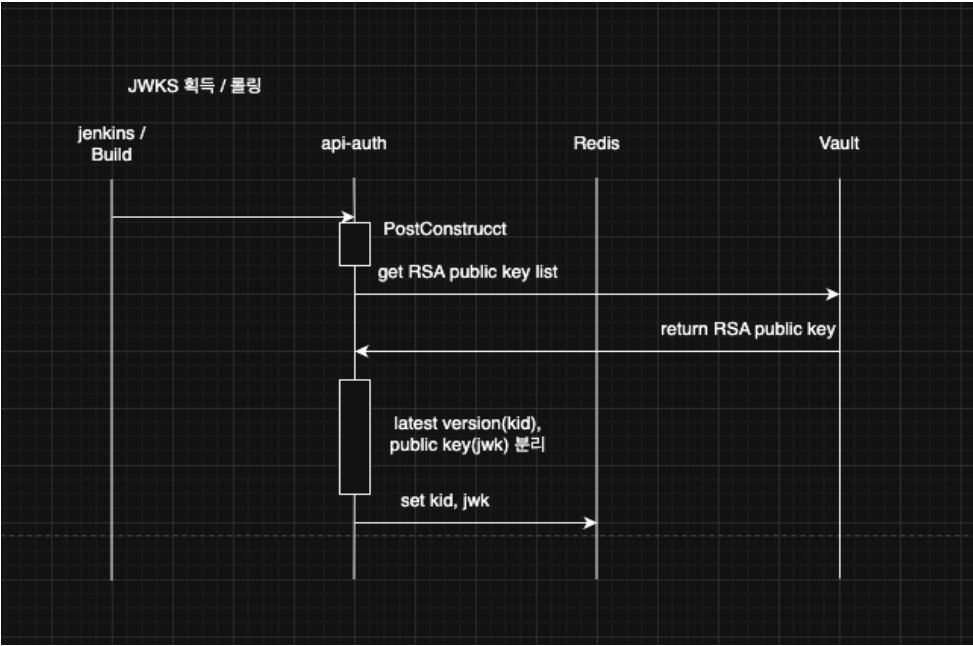 JWKS 획득 / 롤링
jenkins /
Build
api-auth
Redis
Vault
PostConstrucct
get RSA public key list
return RSA public key
latest version(kid),
public key(jwk) 분리
set kid, jwk